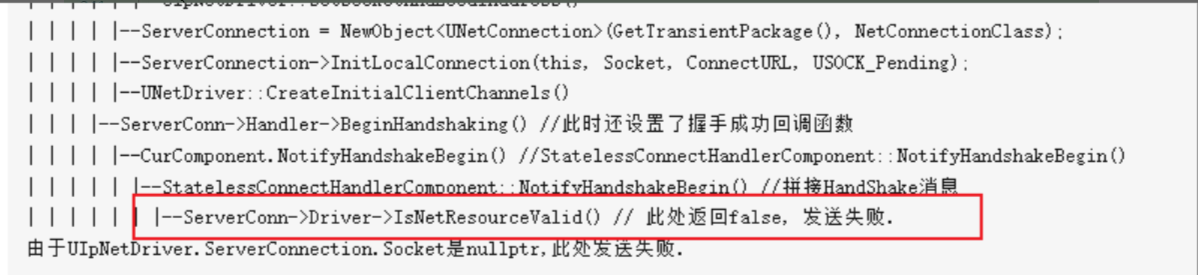 | | | | |--ServerConnection = NewObject<UNetConnection>(GetTransientPackage(), NetConnectionClass);
| | | | |--ServerConnection->InitLocalConnection(this, Socket, ConnectURL, USOCK_Pending);
| | | | |--UNetDriver::CreateInitialClientChannels()
| | | |--ServerConn->Handler->BeginHandshaking() //此时还设置了握手成功回调函数
| | | | |--CurComponent.NotifyHandshakeBegin() //StatelessConnectHandlerComponent::NotifyHandshakeBegin()
| | | | | |--StatelessConnectHandlerComponent::NotifyHandshakeBegin() //拼接HandShake消息
| | | | | | |--ServerConn->Driver->IsNetResourceValid() // 此处返回false, 发送失败.
由于UIpNetDriver.ServerConnection.Socket是nullptr,此处发送失败.